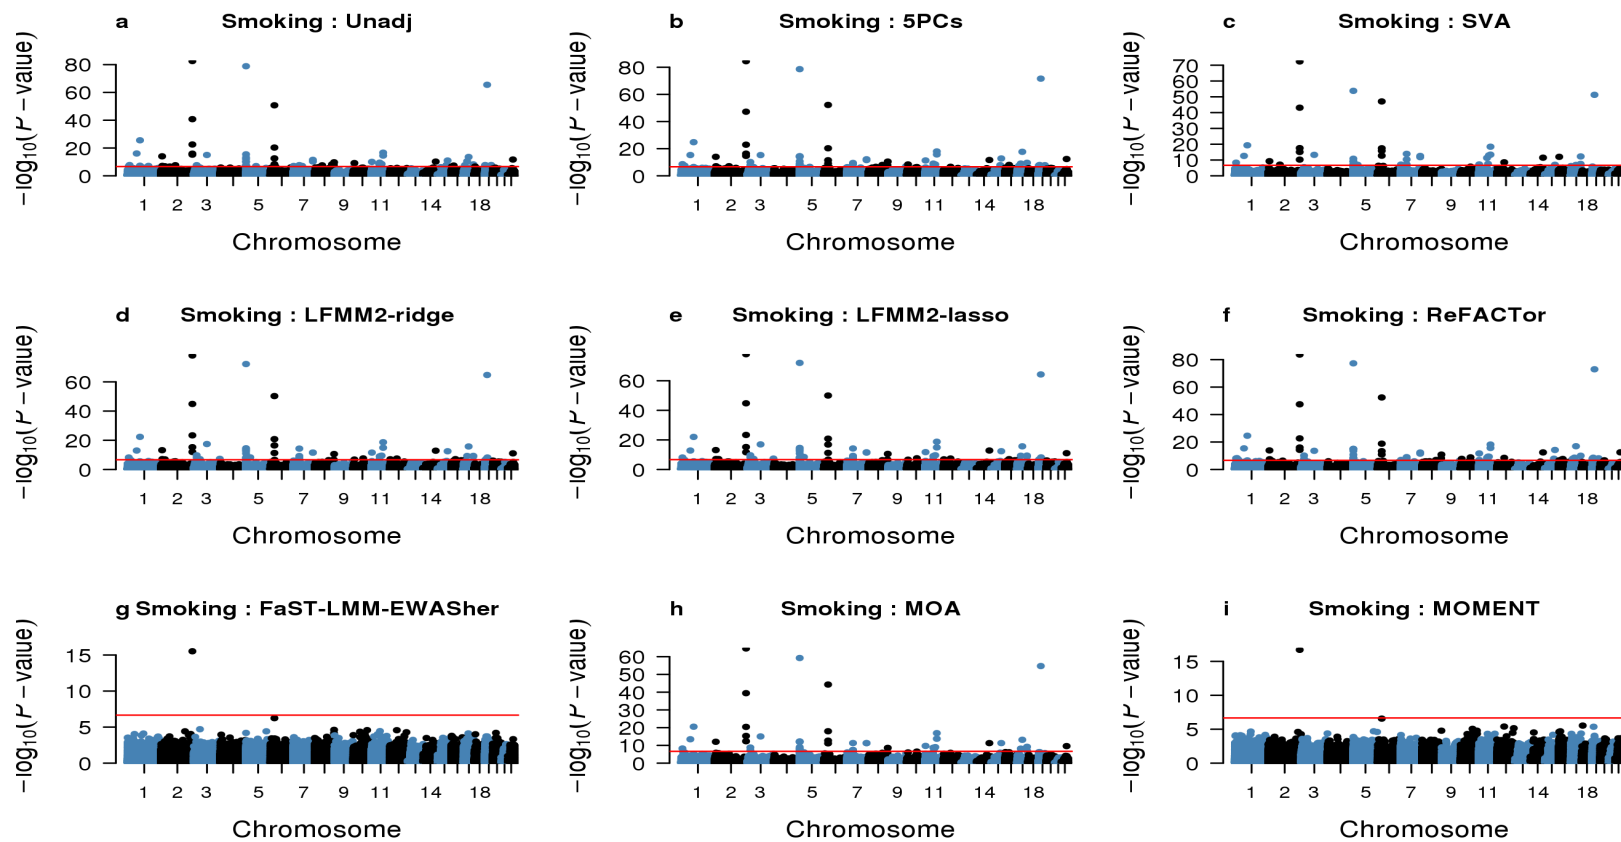 a Smoking : Unadj
−log10(P−value)
80
60
40
20
0
1 2 3 5 7 9 11 14 18
Chromosome
b Smoking : 5PCs
−log10(P−value)
80
60
40
20
0
1 2 3 5 7 9 11 14 18
Chromosome
c Smoking : SVA
−log10(P−value)
70
60
50
40
30
20
10
0
1 2 3 5 7 9 11 14 18
Chromosome
d Smoking : LFMM2-ridge
−log10(P−value)
60
40
20
0
1 2 3 5 7 9 11 14 18
Chromosome
e Smoking : LFMM2-lasso
−log10(P−value)
60
40
20
0
1 2 3 5 7 9 11 14 18
Chromosome
f Smoking : ReFACTor
−log10(P−value)
80
60
40
20
0
1 2 3 5 7 9 11 14 18
Chromosome
g Smoking : FaST-LMM-EWASher
−log10(P−value)
15
10
5
0
1 2 3 5 7 9 11 14 18
Chromosome
h Smoking : MOA
−log10(P−value)
60
50
40
30
20
10
0
1 2 3 5 7 9 11 14 18
Chromosome
i Smoking : MOMENT
−log10(P−value)
15
10
5
0
1 2 3 5 7 9 11 14 18
Chromosome